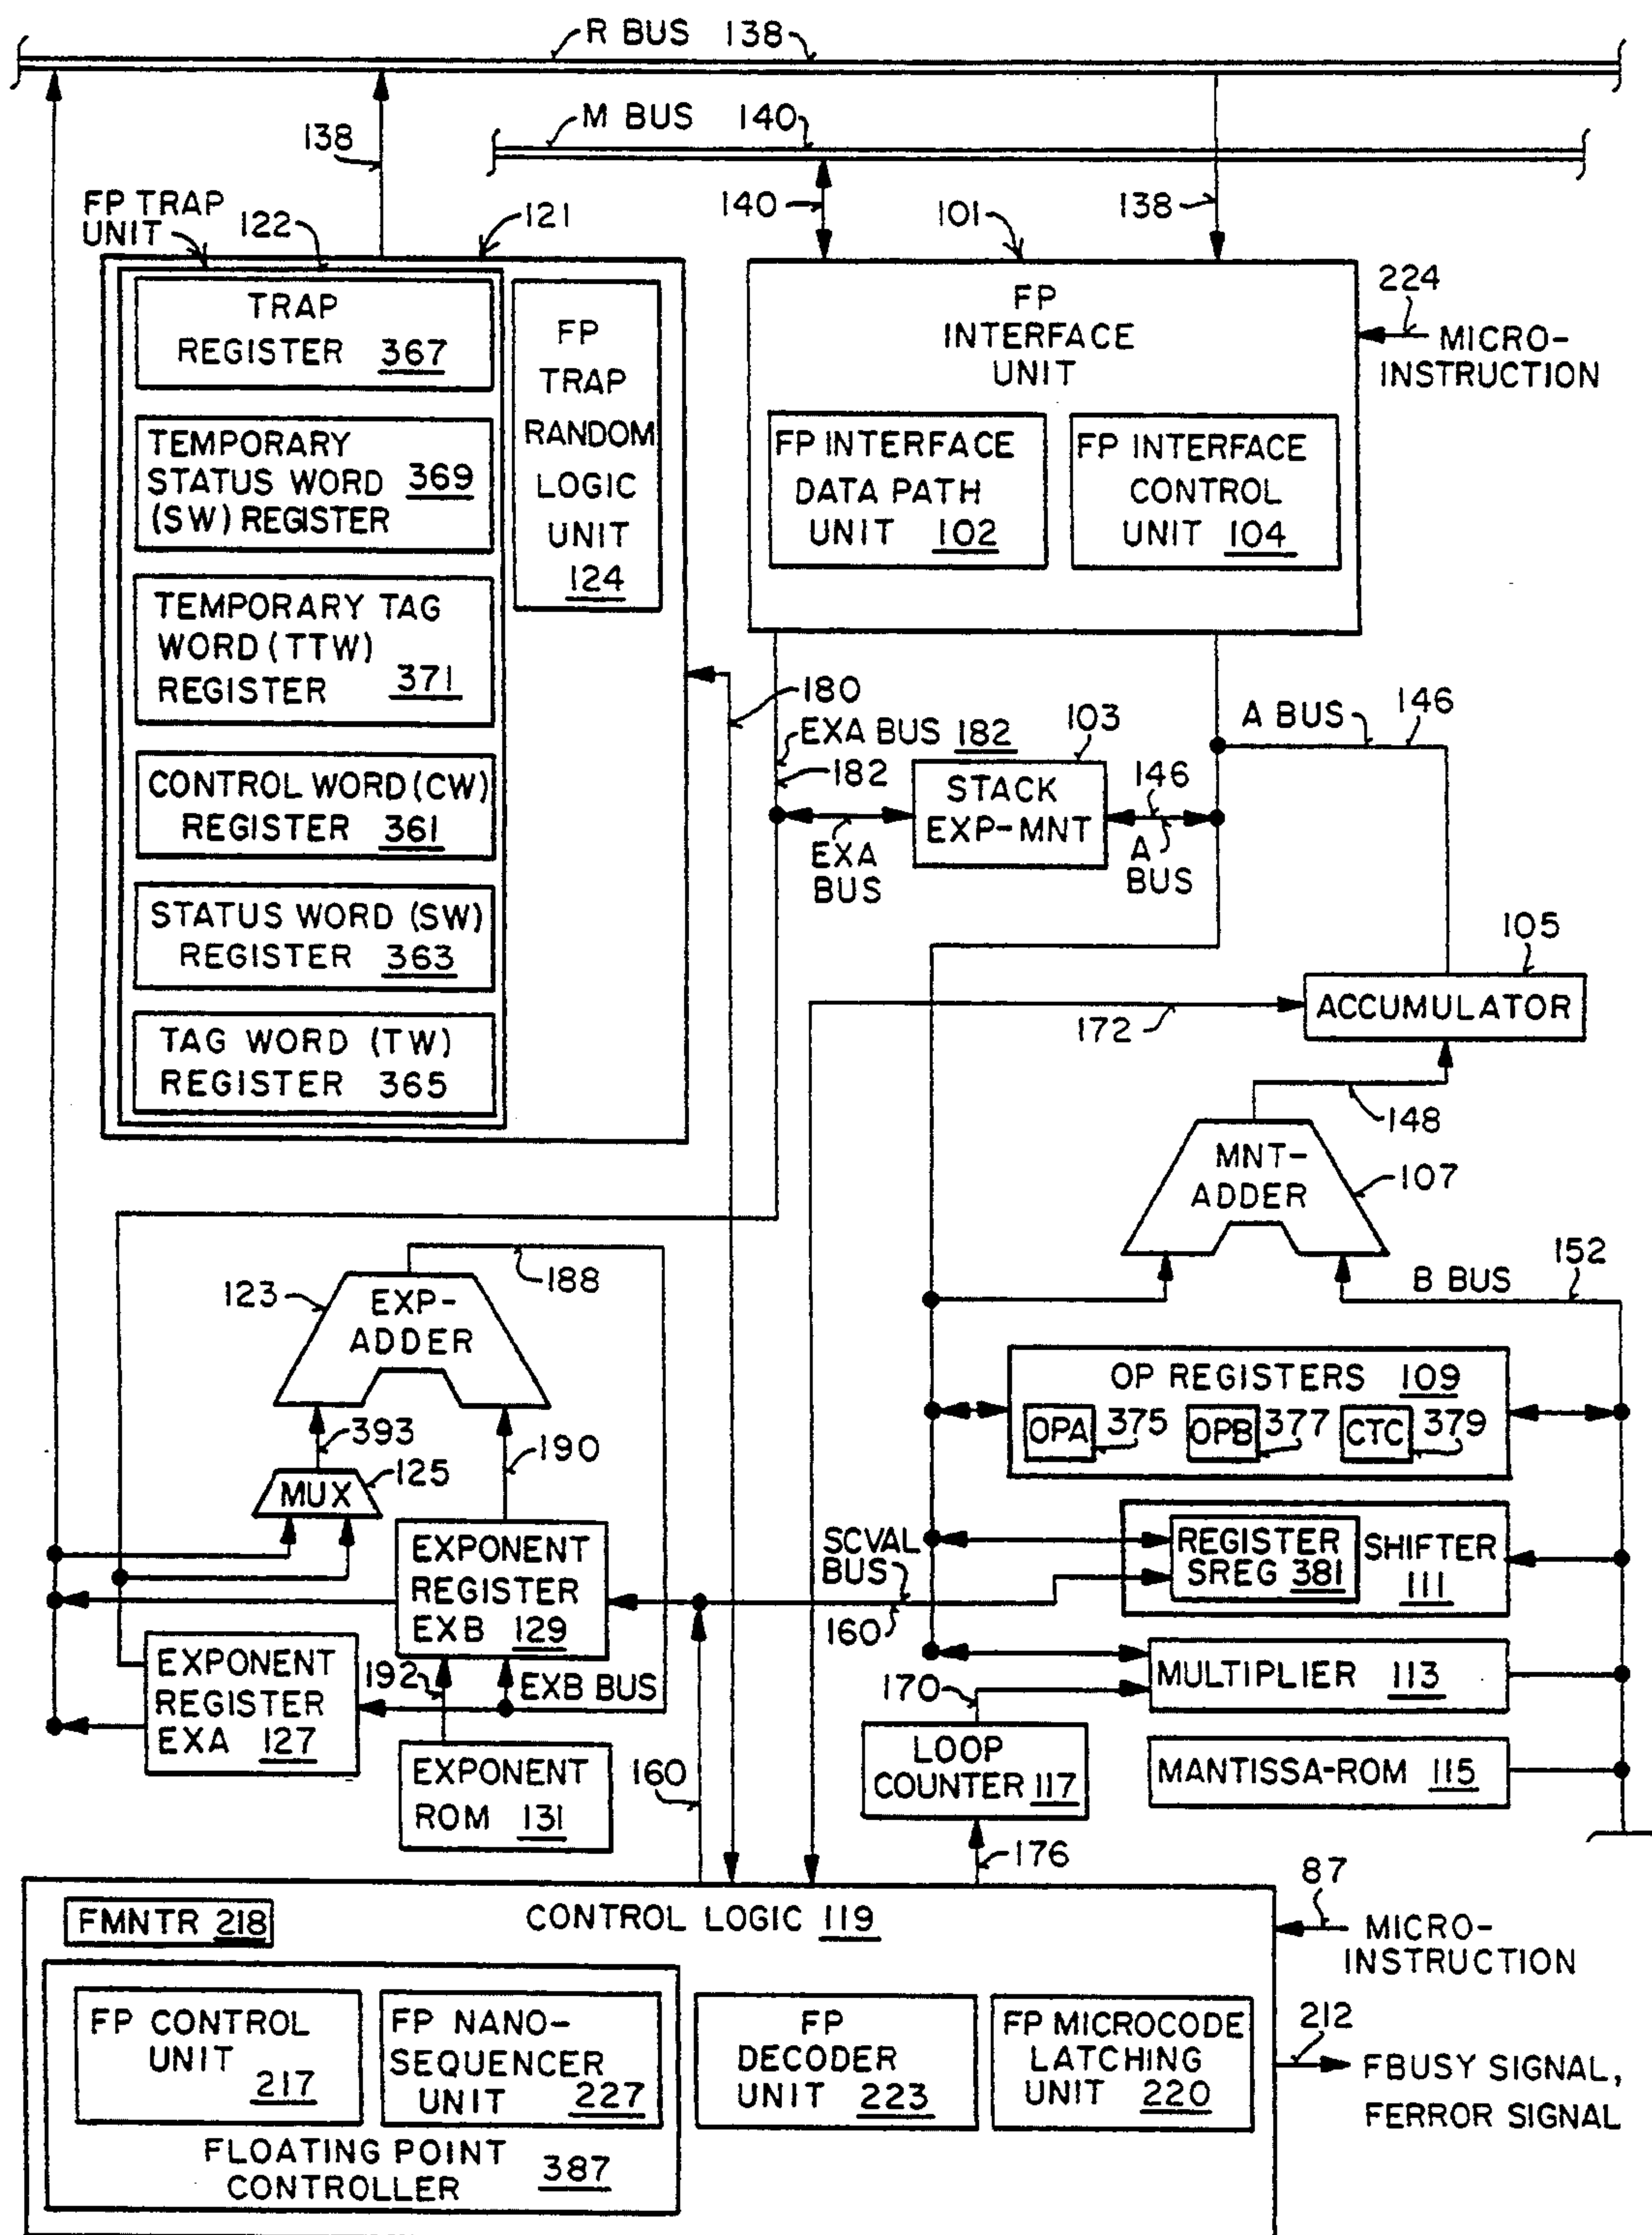 R BUS 138
M BUS 140
138
140
138
FP TRAP
UNIT
122
121
101
224
MICRO-
INSTRUCTION
TRAP
REGISTER 367
TEMPORARY
STATUS WORD 369
(SW) REGISTER
TEMPORARY TAG
WORD (TTW)
REGISTER 371
CONTROL WORD (CW)
REGISTER 361
STATUS WORD (SW)
REGISTER 363
TAG WORD (TW)
REGISTER 365
FP
TRAP
RANDOM
LOGIC
UNIT
124
FP
INTERFACE
UNIT
FP INTERFACE
DATA PATH
UNIT 102
FP INTERFACE
CONTROL
UNIT 104
180
EXA BUS 182
182
103
STACK
EXP-MNT
EXA
BUS
146
A
BUS
A BUS
146
105
ACCUMULATOR
172
148
MNT-
ADDER
107
152
B BUS
188
123
EXP-
ADDER
393
190
125
MUX
OP REGISTERS 109
OPA 375
OPB 377
CTC 379
EXPONENT
REGISTER
EXB 129
SCVAL
BUS
160
REGISTER
SREG 381
SHIFTER
111
EXPONENT
REGISTER
EXA 127
192
EXB BUS
EXPONENT
ROM 131
160
170
MULTIPLIER 113
LOOP
COUNTER 117
MANTISSA-ROM 115
176
87
MICRO-
INSTRUCTION
FMNTR 218
CONTROL LOGIC 119
FP CONTROL
UNIT
217
FP NANO-
SEQUENCER
UNIT 227
FP
DECODER
UNIT 223
FP MICROCODE
LATCHING
UNIT 220
212
FBUSY SIGNAL,
FERROR SIGNAL
FLOATING POINT
CONTROLLER 387